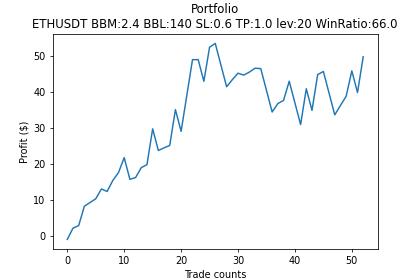 Portfolio
ETHUSDT BBM:2.4 BBL:140 SL:0.6 TP:1.0 lev:20 WinRatio:66.0
50
40
30
20
10
0
Profit ($)
0 10 20 30 40 50
Trade counts